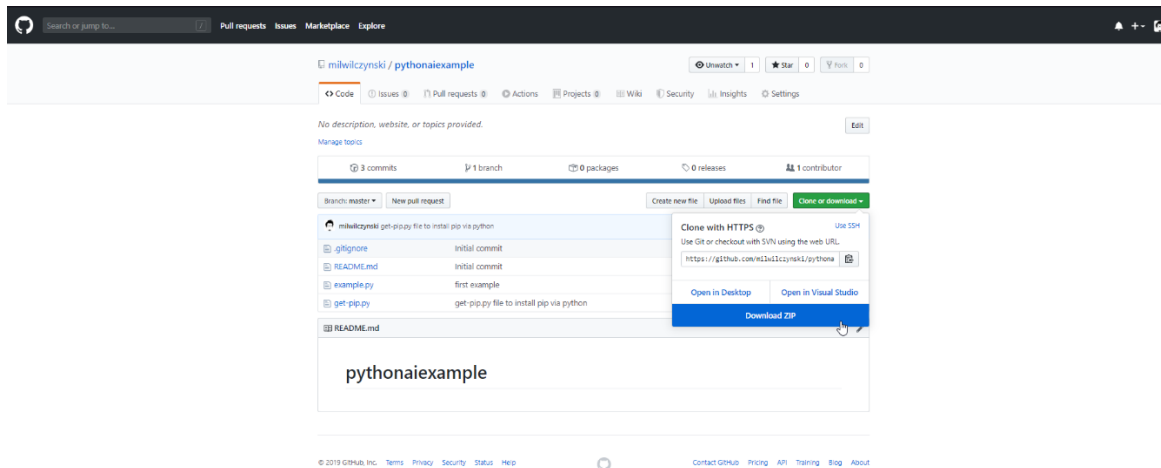 Search or jump to... / Pull requests Issues Marketplace Explore
milwilczynski / pythonaiexample Unwatch 1 Star 0 Fork 0
Code Issues 0 Pull requests 0 Actions Projects 0 Wiki Security Insights Settings
No description, website, or topics provided. Edit
Manage topics
3 commits 1 branch 0 packages 0 releases 1 contributor
Branch: master New pull request Create new file Upload files Find file Clone or download
milwilczynski get-pip.py file to install pip via python
.gitignore Initial commit
README.md Initial commit
example.py first example
get-pip.py get-pip.py file to install pip via python
Clone with HTTPS Use SSH
Use Git or checkout with SVN using the web URL.
https://github.com/milwilczynski/pythona
Open in Desktop Open in Visual Studio
Download ZIP
README.md
pythonaiexample
© 2019 GitHub, Inc. Terms Privacy Security Status Help Contact GitHub Pricing API Training Blog About